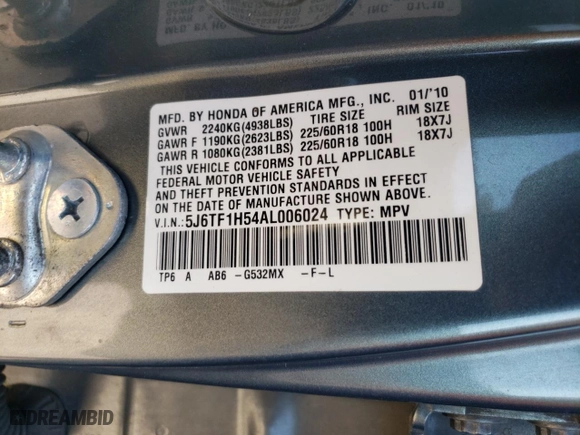 MFD. BY HONDA OF AMERICA MFG., INC. 01/'10
GVWR 2240KG(4938LBS) TIRE SIZE RIM SIZE
GAWR F 1190KG(2623LBS) 225/60R18 100H 18X7J
GAWR R 1080KG(2381LBS) 225/60R18 100H 18X7J
THIS VEHICLE CONFORMS TO ALL APPLICABLE
FEDERAL MOTOR VEHICLE SAFETY
AND THEFT PREVENTION STANDARDS IN EFFECT
ON THE DATE OF MANUFACTURE SHOWN ABOVE.
V.I.N.:5J6TF1H54AL006024 TYPE: MPV
TP6 A AB6 -G532MX -F-L
BIDREAMBID